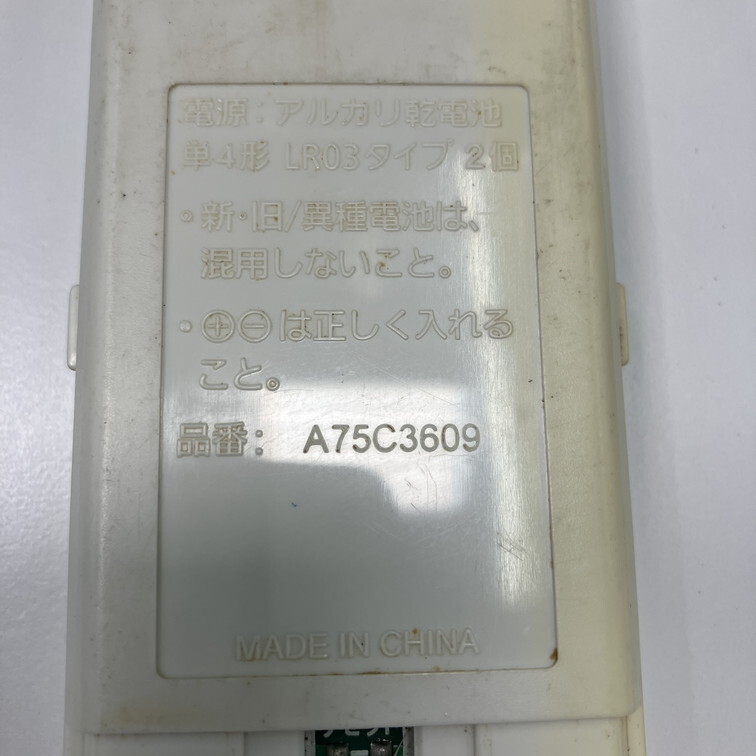 電源：アルカリ乾電池
単4形 LR03タイプ 2個
・新・旧/異種電池は、
混用しないこと。
・⊕⊖は正しく入れる
こと。
品番： A75C3609
MADE IN CHINA